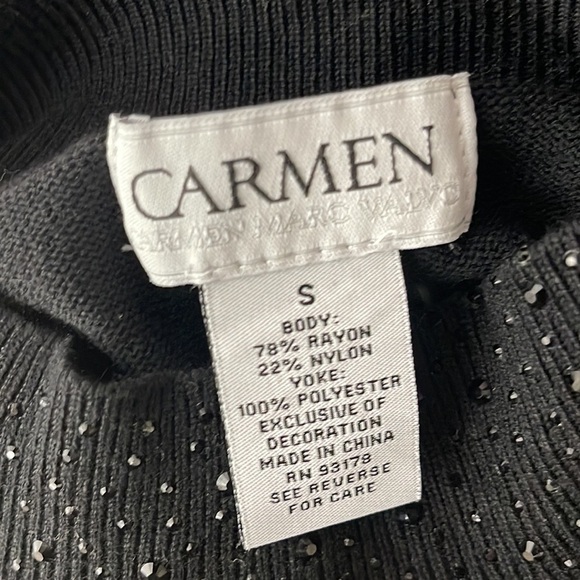 CARMEN
CARMEN MARC VALVO
S
BODY:
78% RAYON
22% NYLON
YOKE:
100% POLYESTER
EXCLUSIVE OF
DECORATION
MADE IN CHINA
RN 93178
SEE REVERSE
FOR CARE